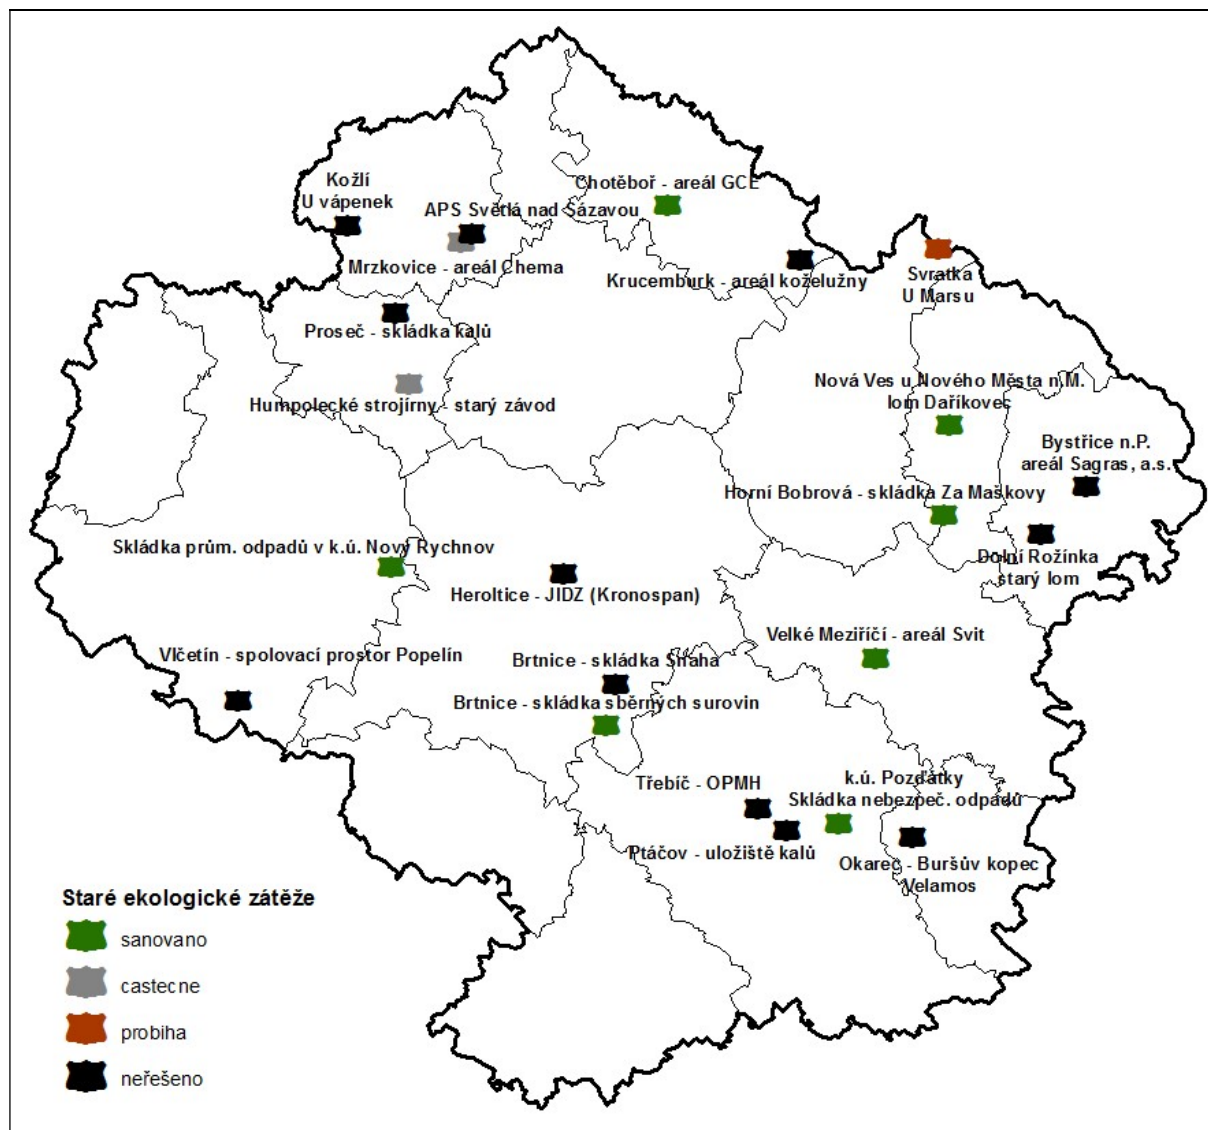 Kožlí
U vápenek
Chotěboř - areál GCE
APS Světlá nad Sázavou
Mrzkovice - areál Chema
Krucemburk - areál koželužny
Svratka
U Marsu
Proseč - skládka kalů
Humpolecké strojírny - starý závod
Nová Ves u Nového Města n.M.
lom Daříkovec
Bystřice n.P.
areál Sagras, a.s.
Horní Bobrová - skládka Za Maškovy
Skládka prům. odpadů v k.ú. Nový Rychnov
Dolní Rožínka
starý lom
Heroltice - JIDZ (Kronospan)
Velké Meziříčí - areál Svit
Vlčetín - spolovací prostor Popelín
Brtnice - skládka Snaha
Brtnice - skládka sběrných surovin
Třebíč - OPMH
k.ú. Pozďátky
Skládka nebezpeč. odpadů
Ptáčov - uložiště kalů
Okarec - Buršův kopec
Velamos
Staré ekologické zátěže
sanovano
castecne
probiha
neřešeno